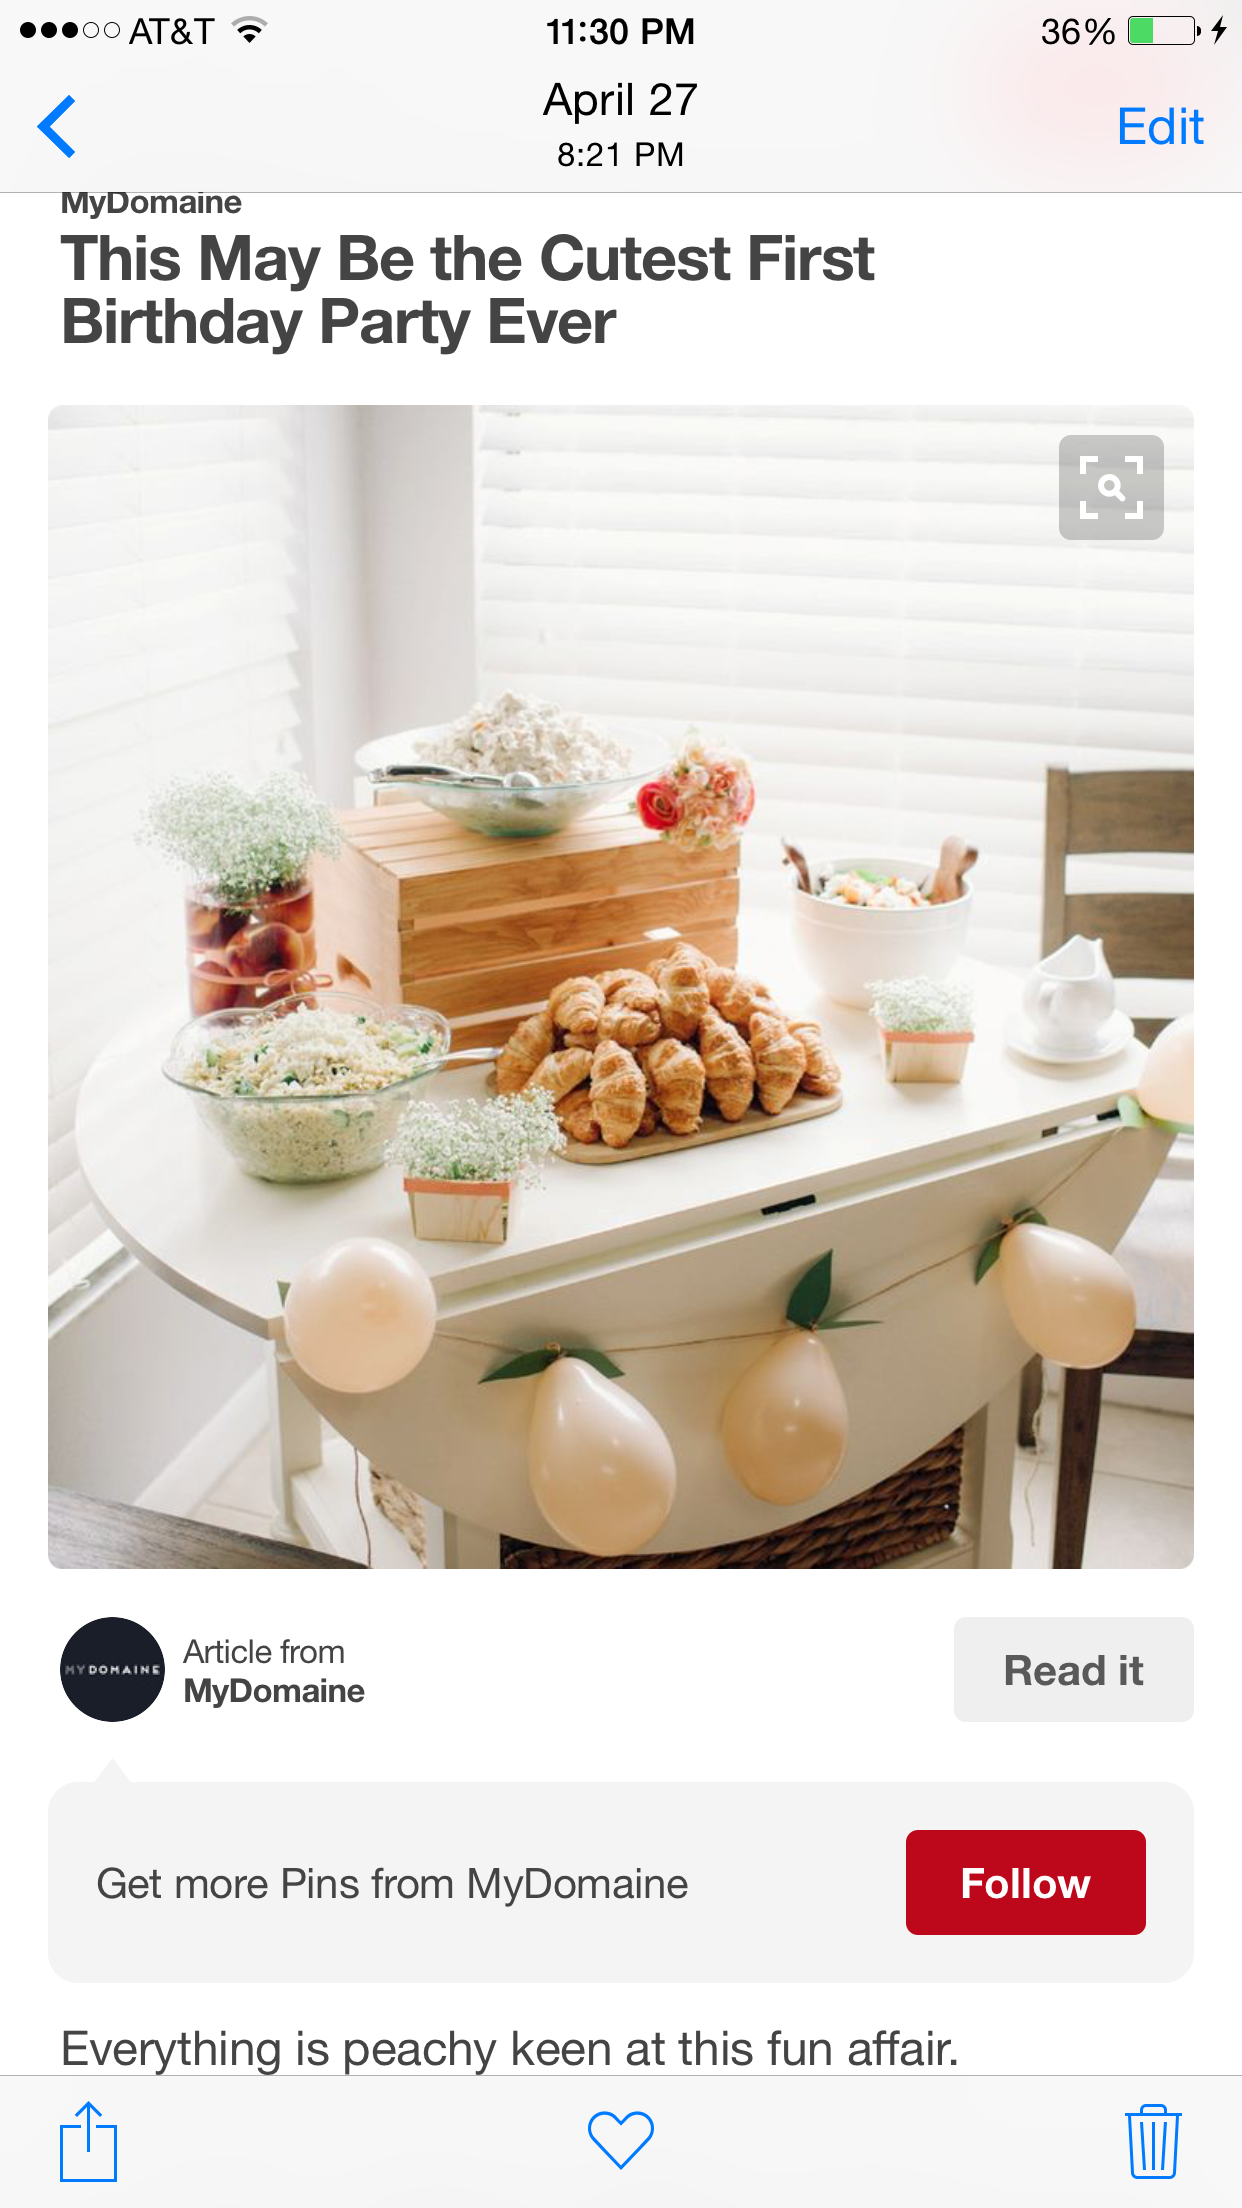 AT&T 11:30 PM 36%
April 27
8:21 PM
Edit
MyDomaine
This May Be the Cutest First
Birthday Party Ever
MYDOMAINE
Article from
MyDomaine
Read it
Get more Pins from MyDomaine
Follow
Everything is peachy keen at this fun affair.